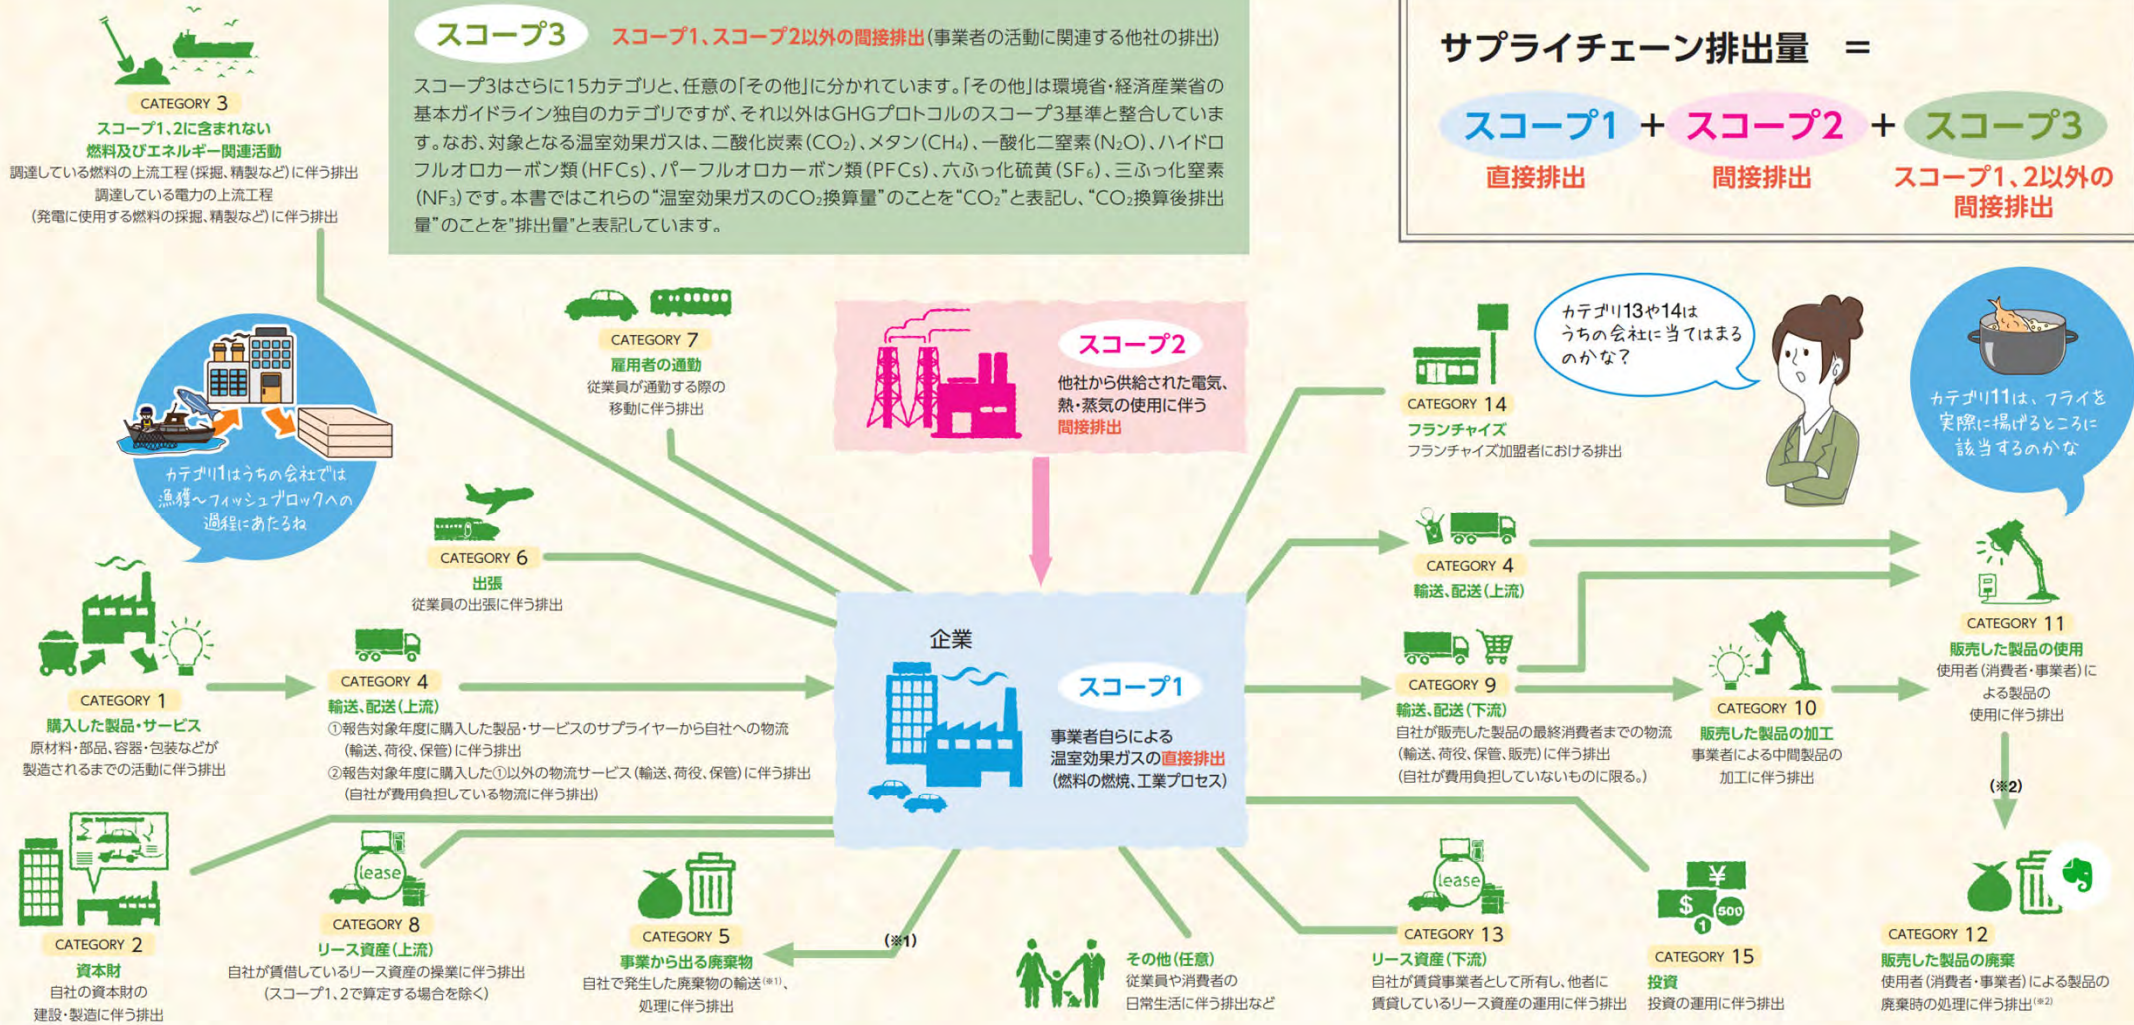 スコープ3
スコープ1、スコープ2以外の間接排出(事業者の活動に関連する他社の排出)
スコープ3はさらに15カテゴリと、任意の「その他」に分かれています。「その他」は環境省・経済産業省の
基本ガイドライン独自のカテゴリですが、それ以外はGHGプロトコルのスコープ3基準と整合していま
す。なお、対象となる温室効果ガスは、二酸化炭素(CO₂)、メタン(CH₄)、一酸化二窒素(N₂O)、ハイドロ
フルオロカーボン類(HFCs)、パーフルオロカーボン類(PFCs)、六ふっ化硫黄(SF₆)、三ふっ化窒素
(NF₃)です。本書ではこれらの“温室効果ガスのCO₂換算量”のことを“CO₂”と表記し、“CO₂換算後排出
量”のことを"排出量"と表記しています。
サプライチェーン排出量 =
スコープ1 + スコープ2 + スコープ3
直接排出
間接排出
スコープ1、2以外の
間接排出
CATEGORY 3
スコープ1、2に含まれない
燃料及びエネルギー関連活動
調達している燃料の上流工程(採掘、精製など)に伴う排出
調達している電力の上流工程
(発電に使用する燃料の採掘、精製など)に伴う排出
カテゴリ1はうちの会社では
漁獲~フィッシュブロックへの
過程にあたるね
CATEGORY 7
雇用者の通勤
従業員が通勤する際の
移動に伴う排出
スコープ2
他社から供給された電気、
熱・蒸気の使用に伴う
間接排出
CATEGORY 14
フランチャイズ
フランチャイズ加盟者における排出
カテゴリ13や14は
うちの会社に当てはまる
のかな?
カテゴリ11は、フライを
実際に揚げるところに
該当するのかな
CATEGORY 6
出張
従業員の出張に伴う排出
CATEGORY 1
購入した製品・サービス
原材料・部品、容器・包装などが
製造されるまでの活動に伴う排出
CATEGORY 4
輸送、配送(上流)
①報告対象年度に購入した製品・サービスのサプライヤーから自社への物流
(輸送、荷役、保管)に伴う排出
②報告対象年度に購入した①以外の物流サービス(輸送、荷役、保管)に伴う排出
(自社が費用負担している物流に伴う排出)
企業
スコープ1
事業者自らによる
温室効果ガスの直接排出
(燃料の燃焼、工業プロセス)
CATEGORY 4
輸送、配送(上流)
CATEGORY 9
輸送、配送(下流)
自社が販売した製品の最終消費者までの物流
(輸送、荷役、保管、販売)に伴う排出
(自社が費用負担していないものに限る。)
CATEGORY 10
販売した製品の加工
事業者による中間製品の
加工に伴う排出
CATEGORY 11
販売した製品の使用
使用者(消費者・事業者)に
よる製品の
使用に伴う排出
(※2)
CATEGORY 2
資本財
自社の資本財の
建設・製造に伴う排出
lease
CATEGORY 8
リース資産(上流)
自社が賃借しているリース資産の操業に伴う排出
(スコープ1、2で算定する場合を除く)
CATEGORY 5
事業から出る廃棄物
自社で発生した廃棄物の輸送(※1)、
処理に伴う排出
(※1)
その他(任意)
従業員や消費者の
日常生活に伴う排出など
lease
CATEGORY 13
リース資産(下流)
自社が賃貸事業者として所有し、他者に
賃貸しているリース資産の運用に伴う排出
¥
$
1
500
CATEGORY 15
投資
投資の運用に伴う排出
CATEGORY 12
販売した製品の廃棄
使用者(消費者・事業者)による製品の
廃棄時の処理に伴う排出(※2)